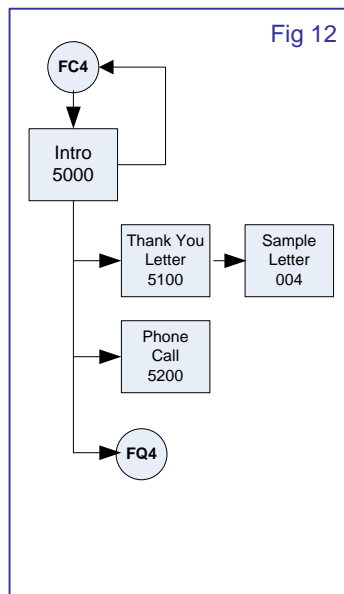 Fig 12
FC4
Intro
5000
Thank You
Letter
5100
Sample
Letter
004
Phone
Call
5200
FQ4